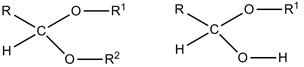 R O R¹ R O R¹
C C
H O R² H O H